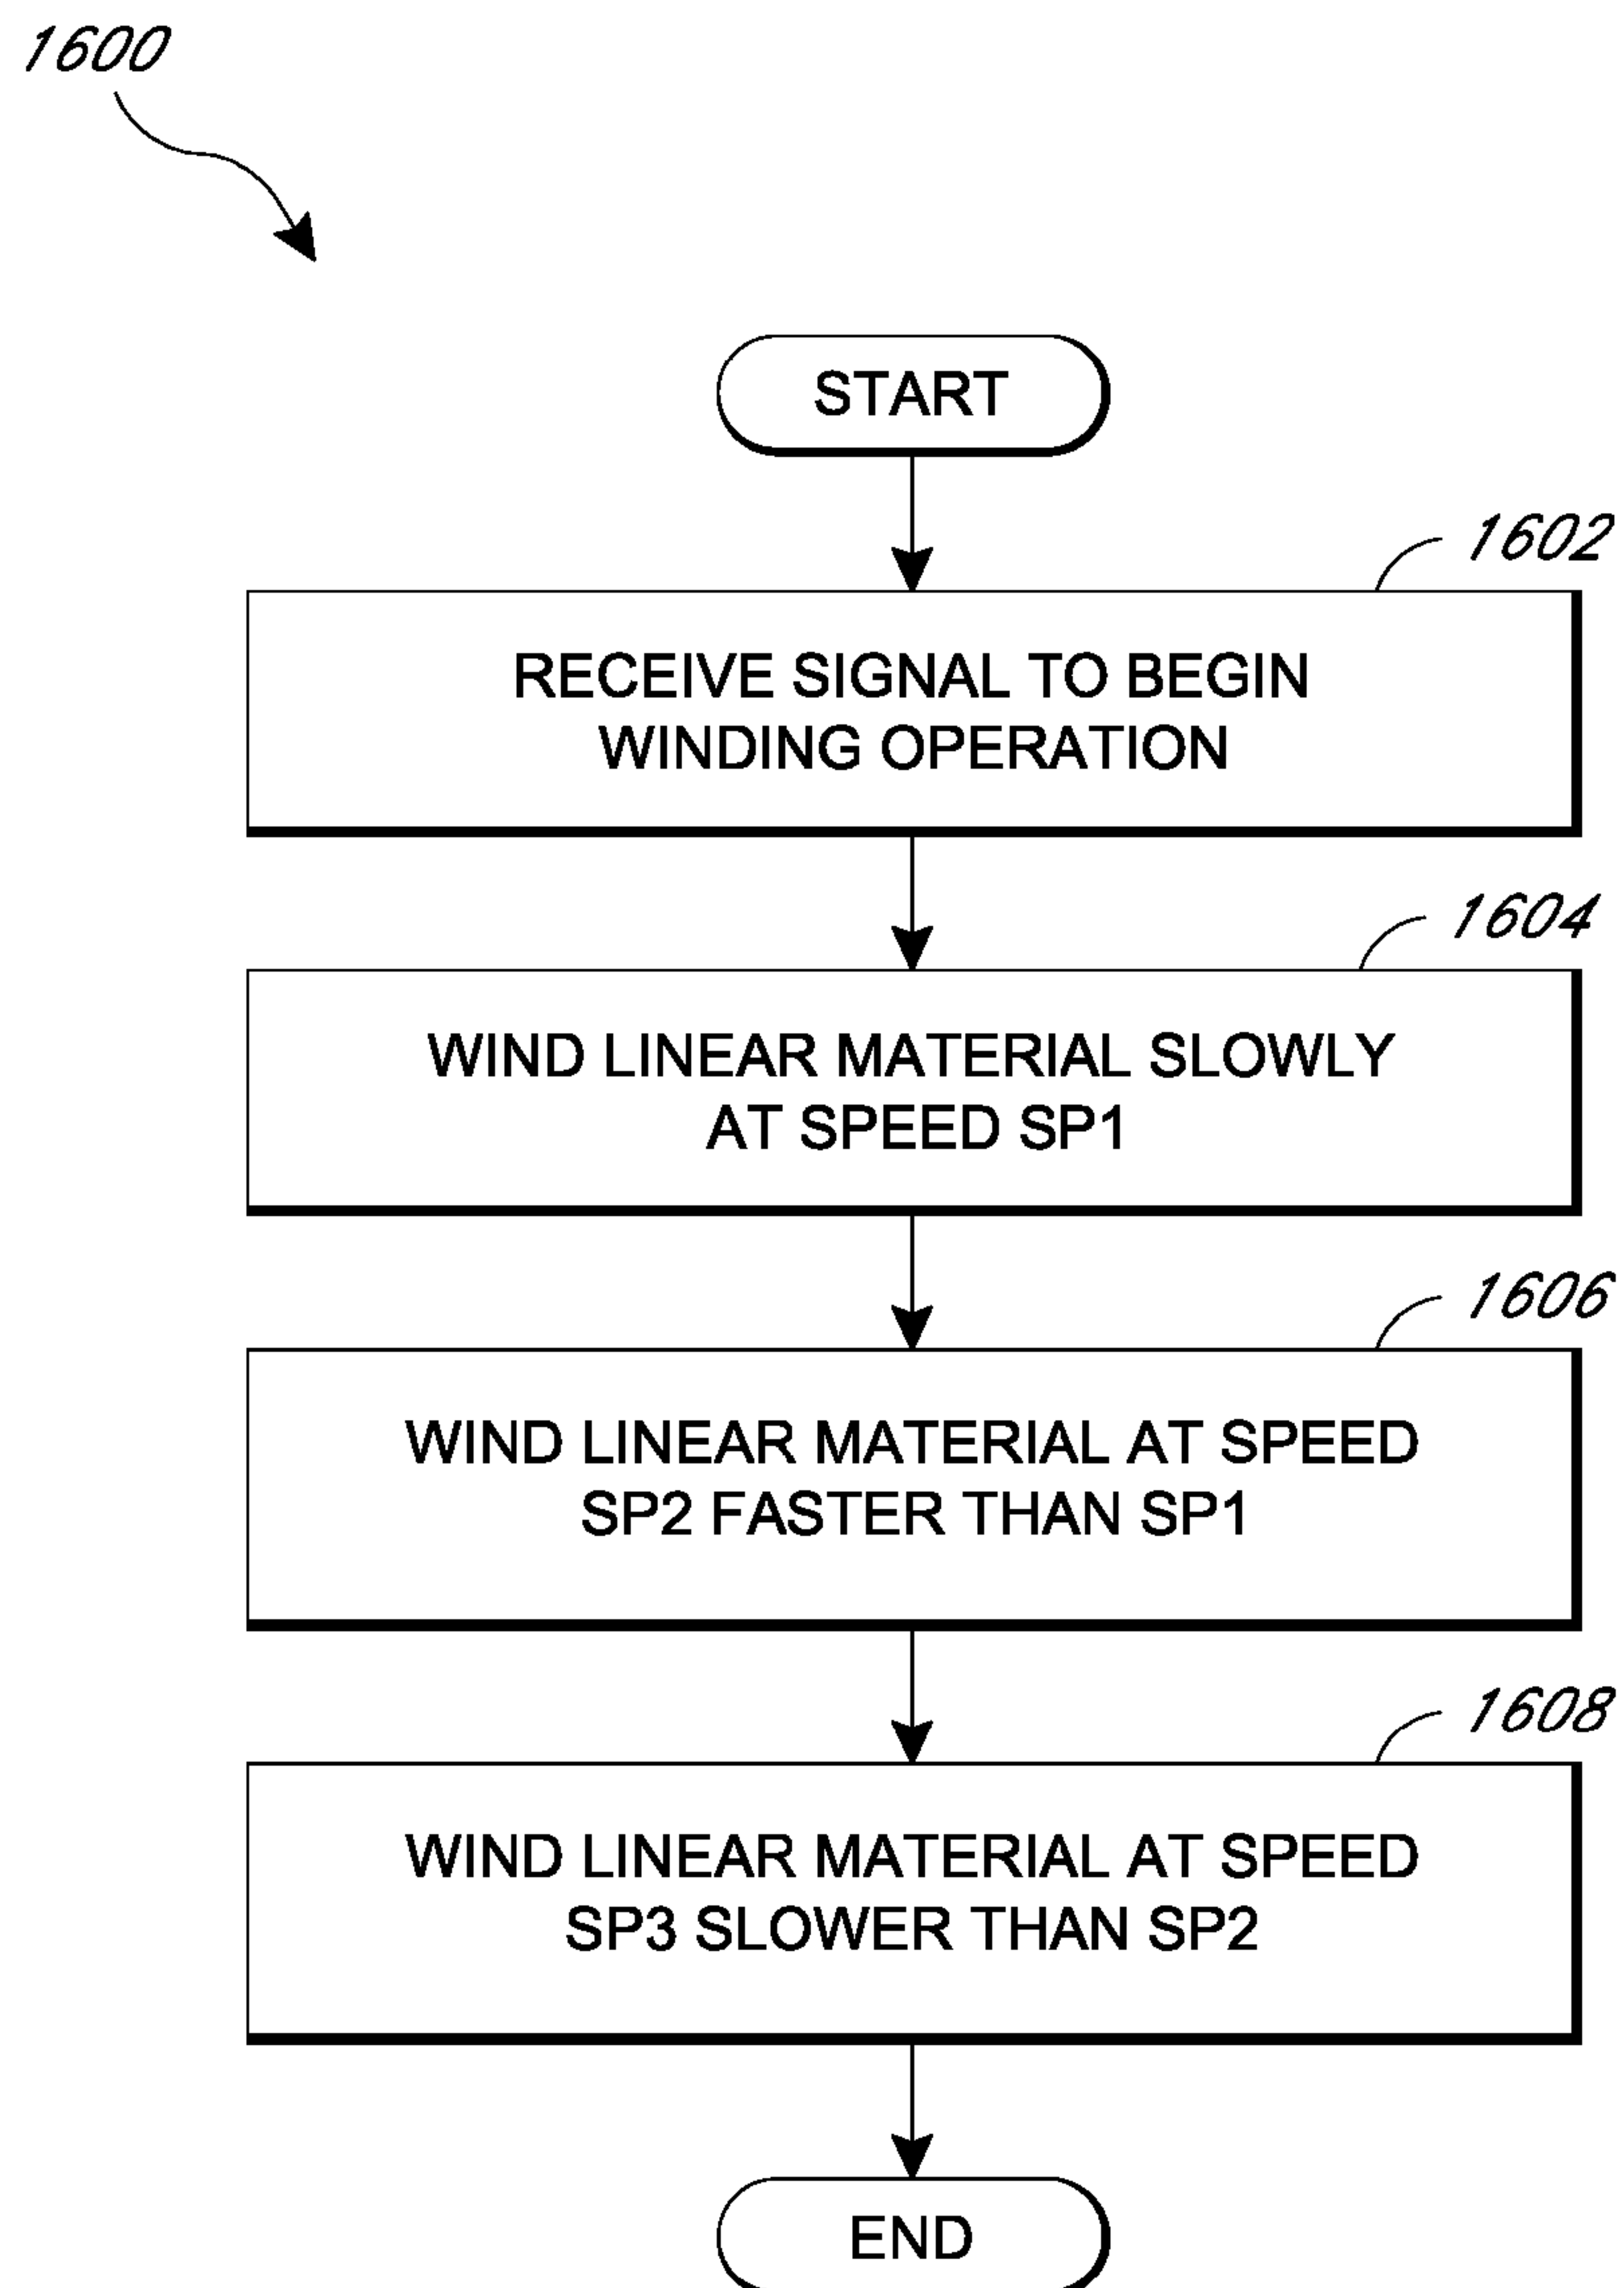 1600
START
1602
RECEIVE SIGNAL TO BEGIN
WINDING OPERATION
1604
WIND LINEAR MATERIAL SLOWLY
AT SPEED SP1
1606
WIND LINEAR MATERIAL AT SPEED
SP2 FASTER THAN SP1
1608
WIND LINEAR MATERIAL AT SPEED
SP3 SLOWER THAN SP2
END